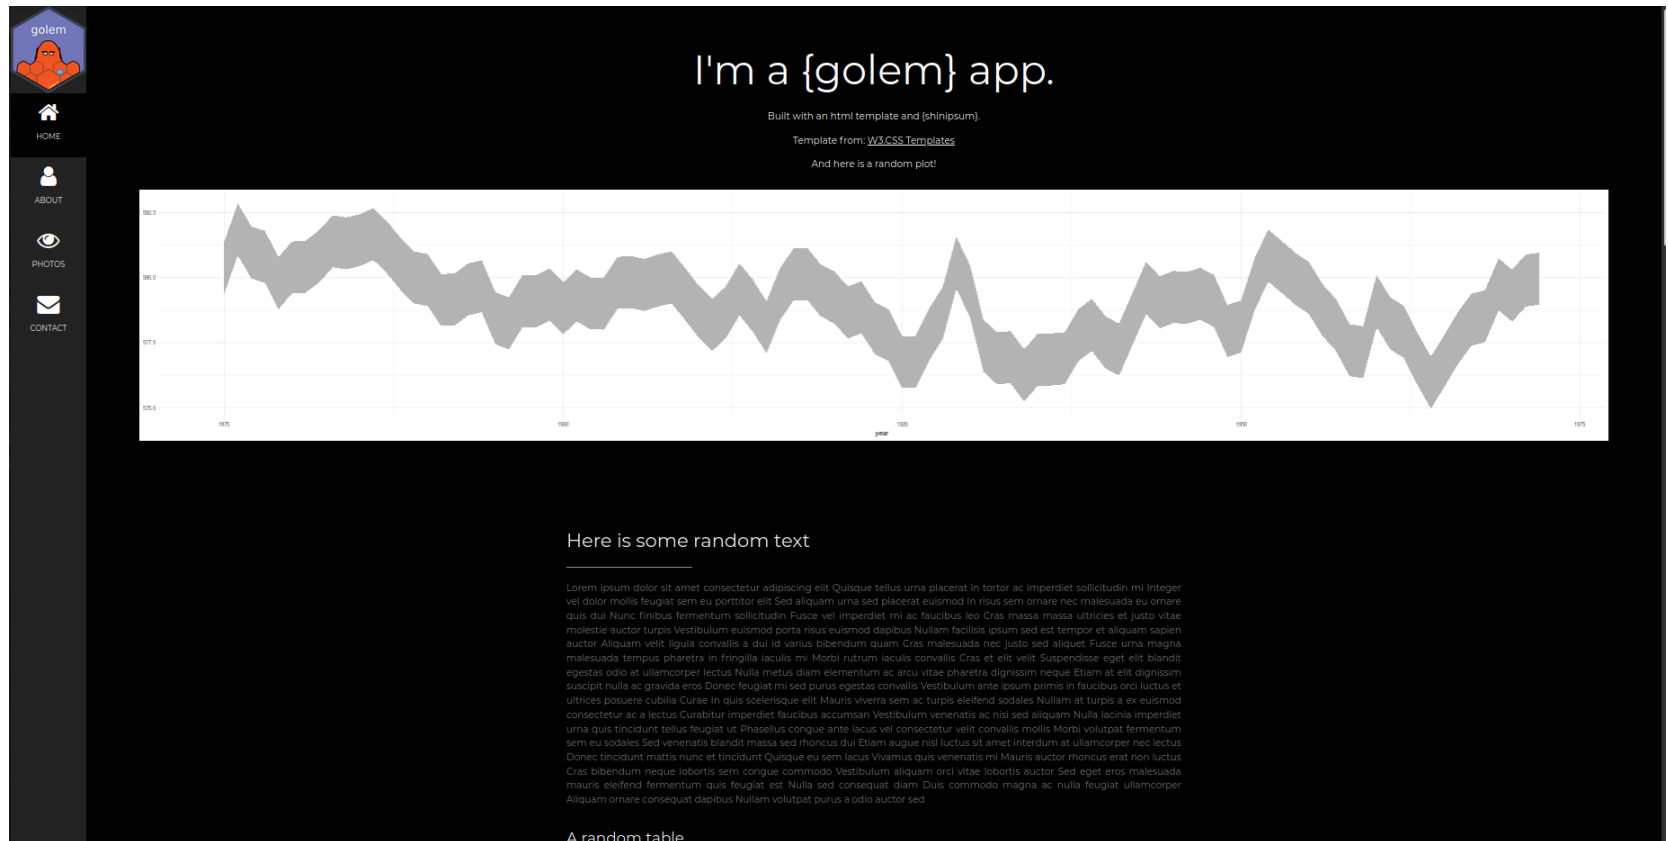 golem
HOME
ABOUT
PHOTOS
CONTACT
I'm a {golem} app.
Built with an html template and {shinipsum}.
Template from: W3.CSS Templates
And here is a random plot!
582.5
580.0
577.5
575.0
1875
1900
1925
1950
1975
year
Here is some random text
Lorem ipsum dolor sit amet consectetur adipiscing elit Quisque tellus urna placerat in tortor ac imperdiet sollicitudin mi Integer
vel dolor mollis feugiat sem eu porttitor elit Sed aliquam urna sed placerat euismod In risus sem ornare nec malesuada eu ornare
quis dui Nunc finibus fermentum sollicitudin Fusce vel imperdiet mi ac faucibus leo Cras massa massa ultricies et justo vitae
molestie auctor turpis Vestibulum euismod porta risus euismod dapibus Nullam facilisis ipsum sed est tempor et aliquam sapien
auctor Aliquam velit ligula convallis a dui id varius bibendum quam Cras malesuada nec justo sed aliquet Fusce urna magna
malesuada tempus pharetra in fringilla iaculis mi Morbi rutrum iaculis convallis Cras et elit velit Suspendisse eget elit blandit
egestas odio at ullamcorper lectus Nulla metus diam elementum ac arcu vitae pharetra dignissim neque Etiam at elit dignissim
suscipit nulla ac gravida eros Donec feugiat mi sed purus egestas convallis Vestibulum ante ipsum primis in faucibus orci luctus et
ultrices posuere cubilia Curae In quis scelerisque elit Mauris viverra sem ac turpis eleifend sodales Nullam at turpis a ex euismod
consectetur ac a lectus Curabitur imperdiet faucibus accumsan Vestibulum venenatis ac nisi sed aliquam Nulla lacinia imperdiet
urna quis tincidunt tellus feugiat ut Phasellus congue ante lacus vel consectetur velit convallis mollis Morbi volutpat fermentum
sem eu sodales Sed venenatis blandit massa sed rhoncus dui Etiam augue nisl luctus sit amet interdum at ullamcorper nec lectus
Donec tincidunt mattis nunc et tincidunt Quisque eu sem lacus Vivamus quis venenatis mi Mauris auctor rhoncus erat non luctus
Cras bibendum neque lobortis sem congue commodo Vestibulum aliquam orci vitae lobortis auctor Sed eget eros malesuada
mauris eleifend fermentum quis feugiat est Nulla sed consequat diam Duis commodo magna ac nulla feugiat ullamcorper
Aliquam ornare consequat dapibus Nullam volutpat purus a odio auctor sed
A random table